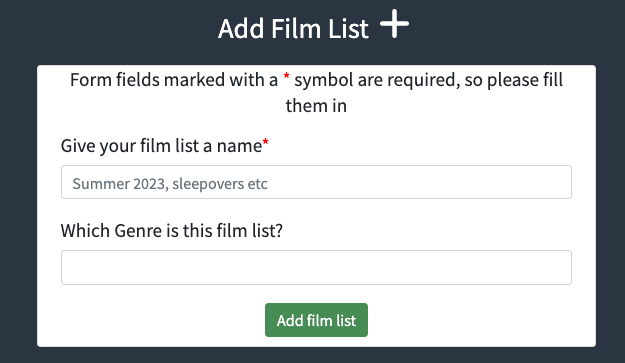 Add Film List +
Form fields marked with a * symbol are required, so please fill
them in
Give your film list a name*
Summer 2023, sleepovers etc
Which Genre is this film list?
Add film list